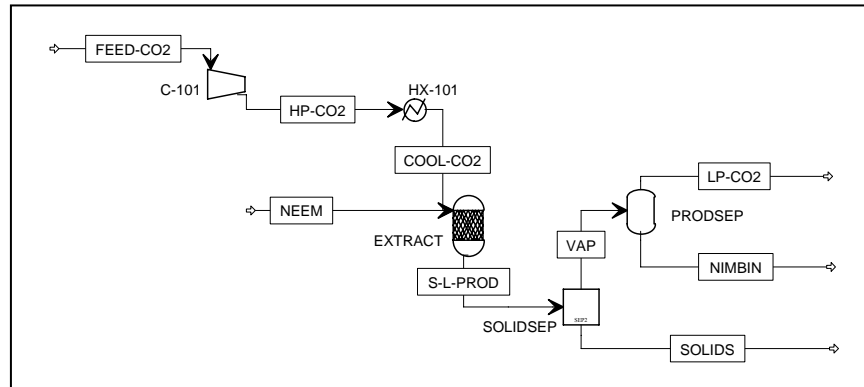 FEED-CO2
C-101
HX-101
HP-CO2
COOL-CO2
LP-CO2
NEEM
PRODSEP
EXTRACT
VAP
S-L-PROD
NIMBIN
SEP2
SOLIDSEP
SOLIDS